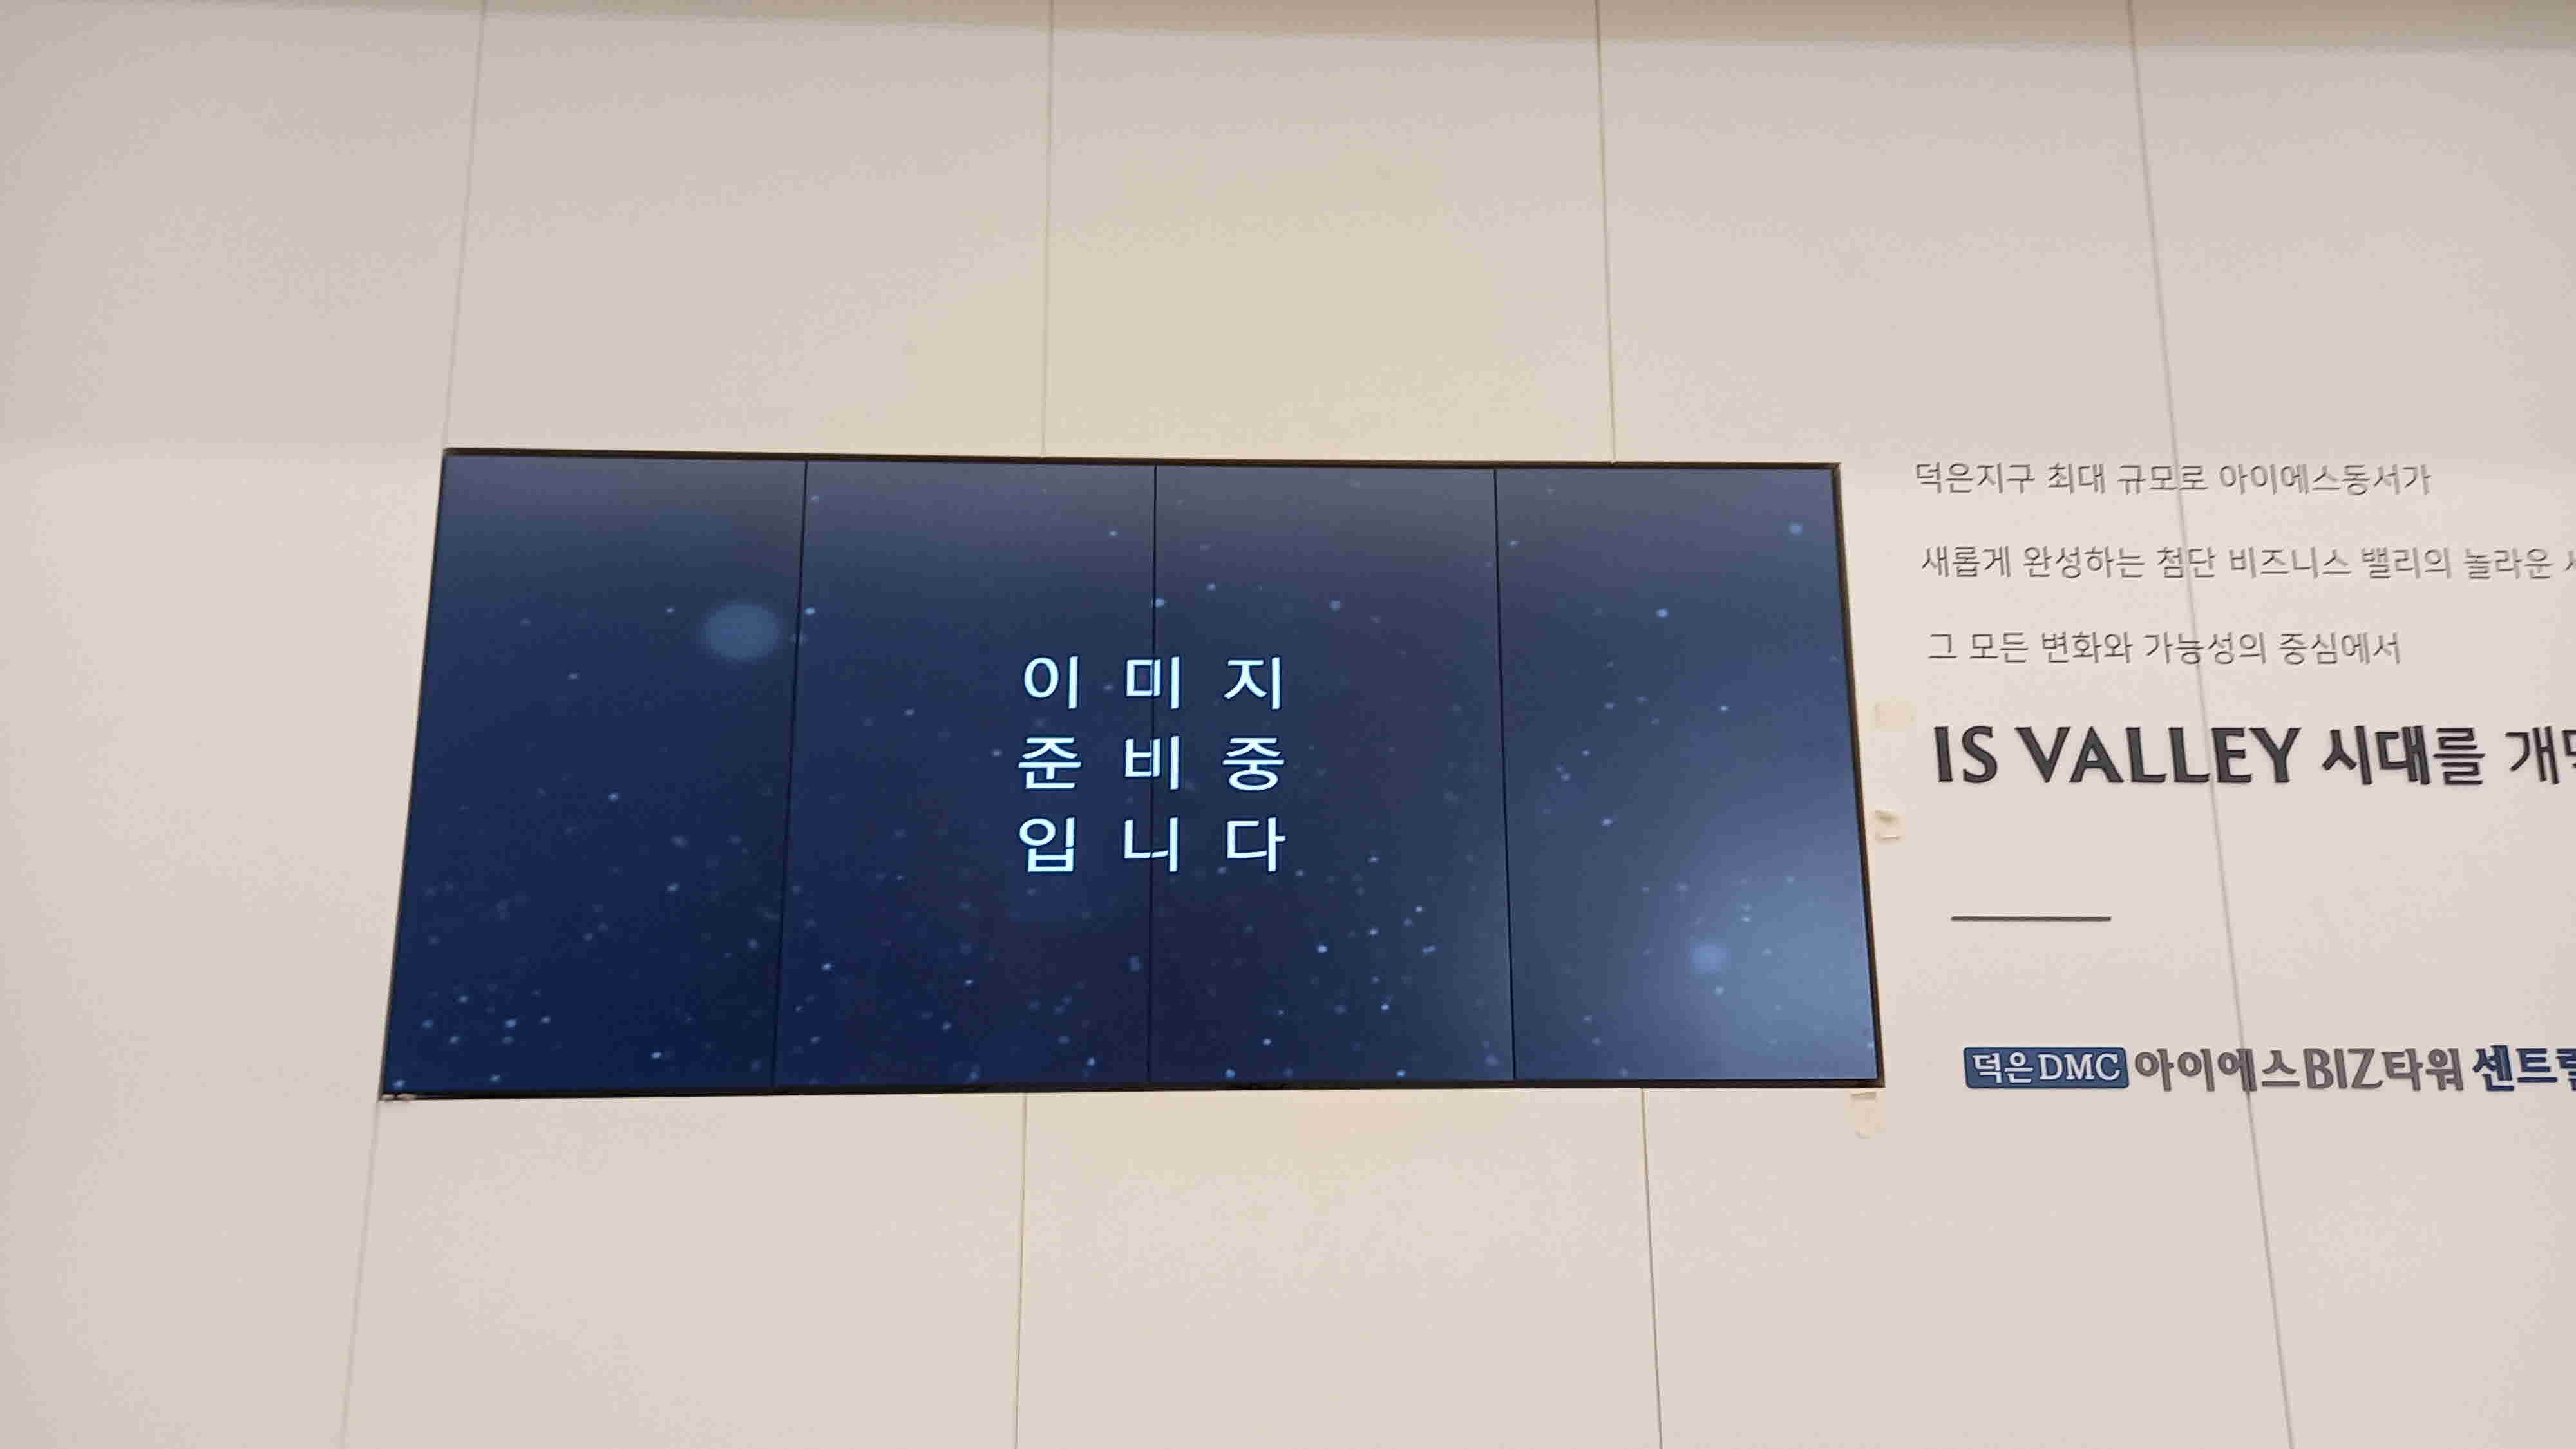 이 미 지
준 비 중
입 니 다
덕은지구 최대 규모로 아이에스동서가
새롭게 완성하는 첨단 비즈니스 밸리의 놀라운
그 모든 변화와 가능성의 중심에서
IS VALLEY 시대를
덕은DMC 아이에스BIZ타워